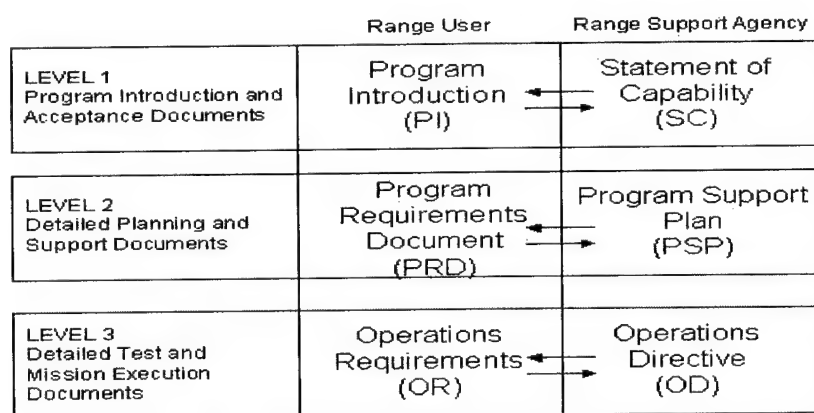 Range User
Range Support Agency
LEVEL 1
Program Introduction and
Acceptance Documents
Program
Introduction
(PI)
Statement of
Capability
(SC)
LEVEL 2
Detailed Planning and
Support Documents
Program
Requirements
Document
(PRD)
Program Support
Plan
(PSP)
LEVEL 3
Detailed Test and
Mission Execution
Documents
Operations
Requirements
(OR)
Operations
Directive
(OD)